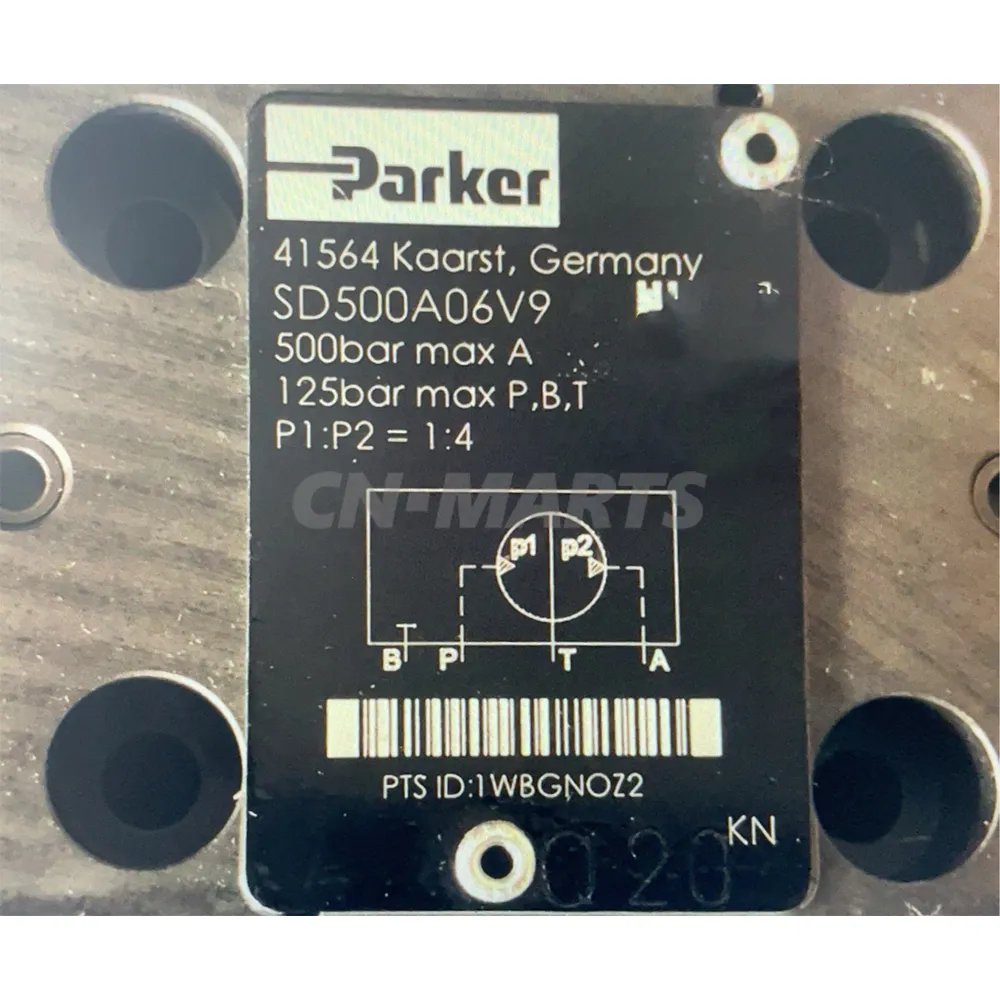 Parker
41564 Kaarst, Germany
SD500A06V9
500bar max A
125bar max P,B,T
P1:P2 = 1:4
CN-MARTS
p1 p2
B P T A
PTS ID:1WBGNOZ2
KN